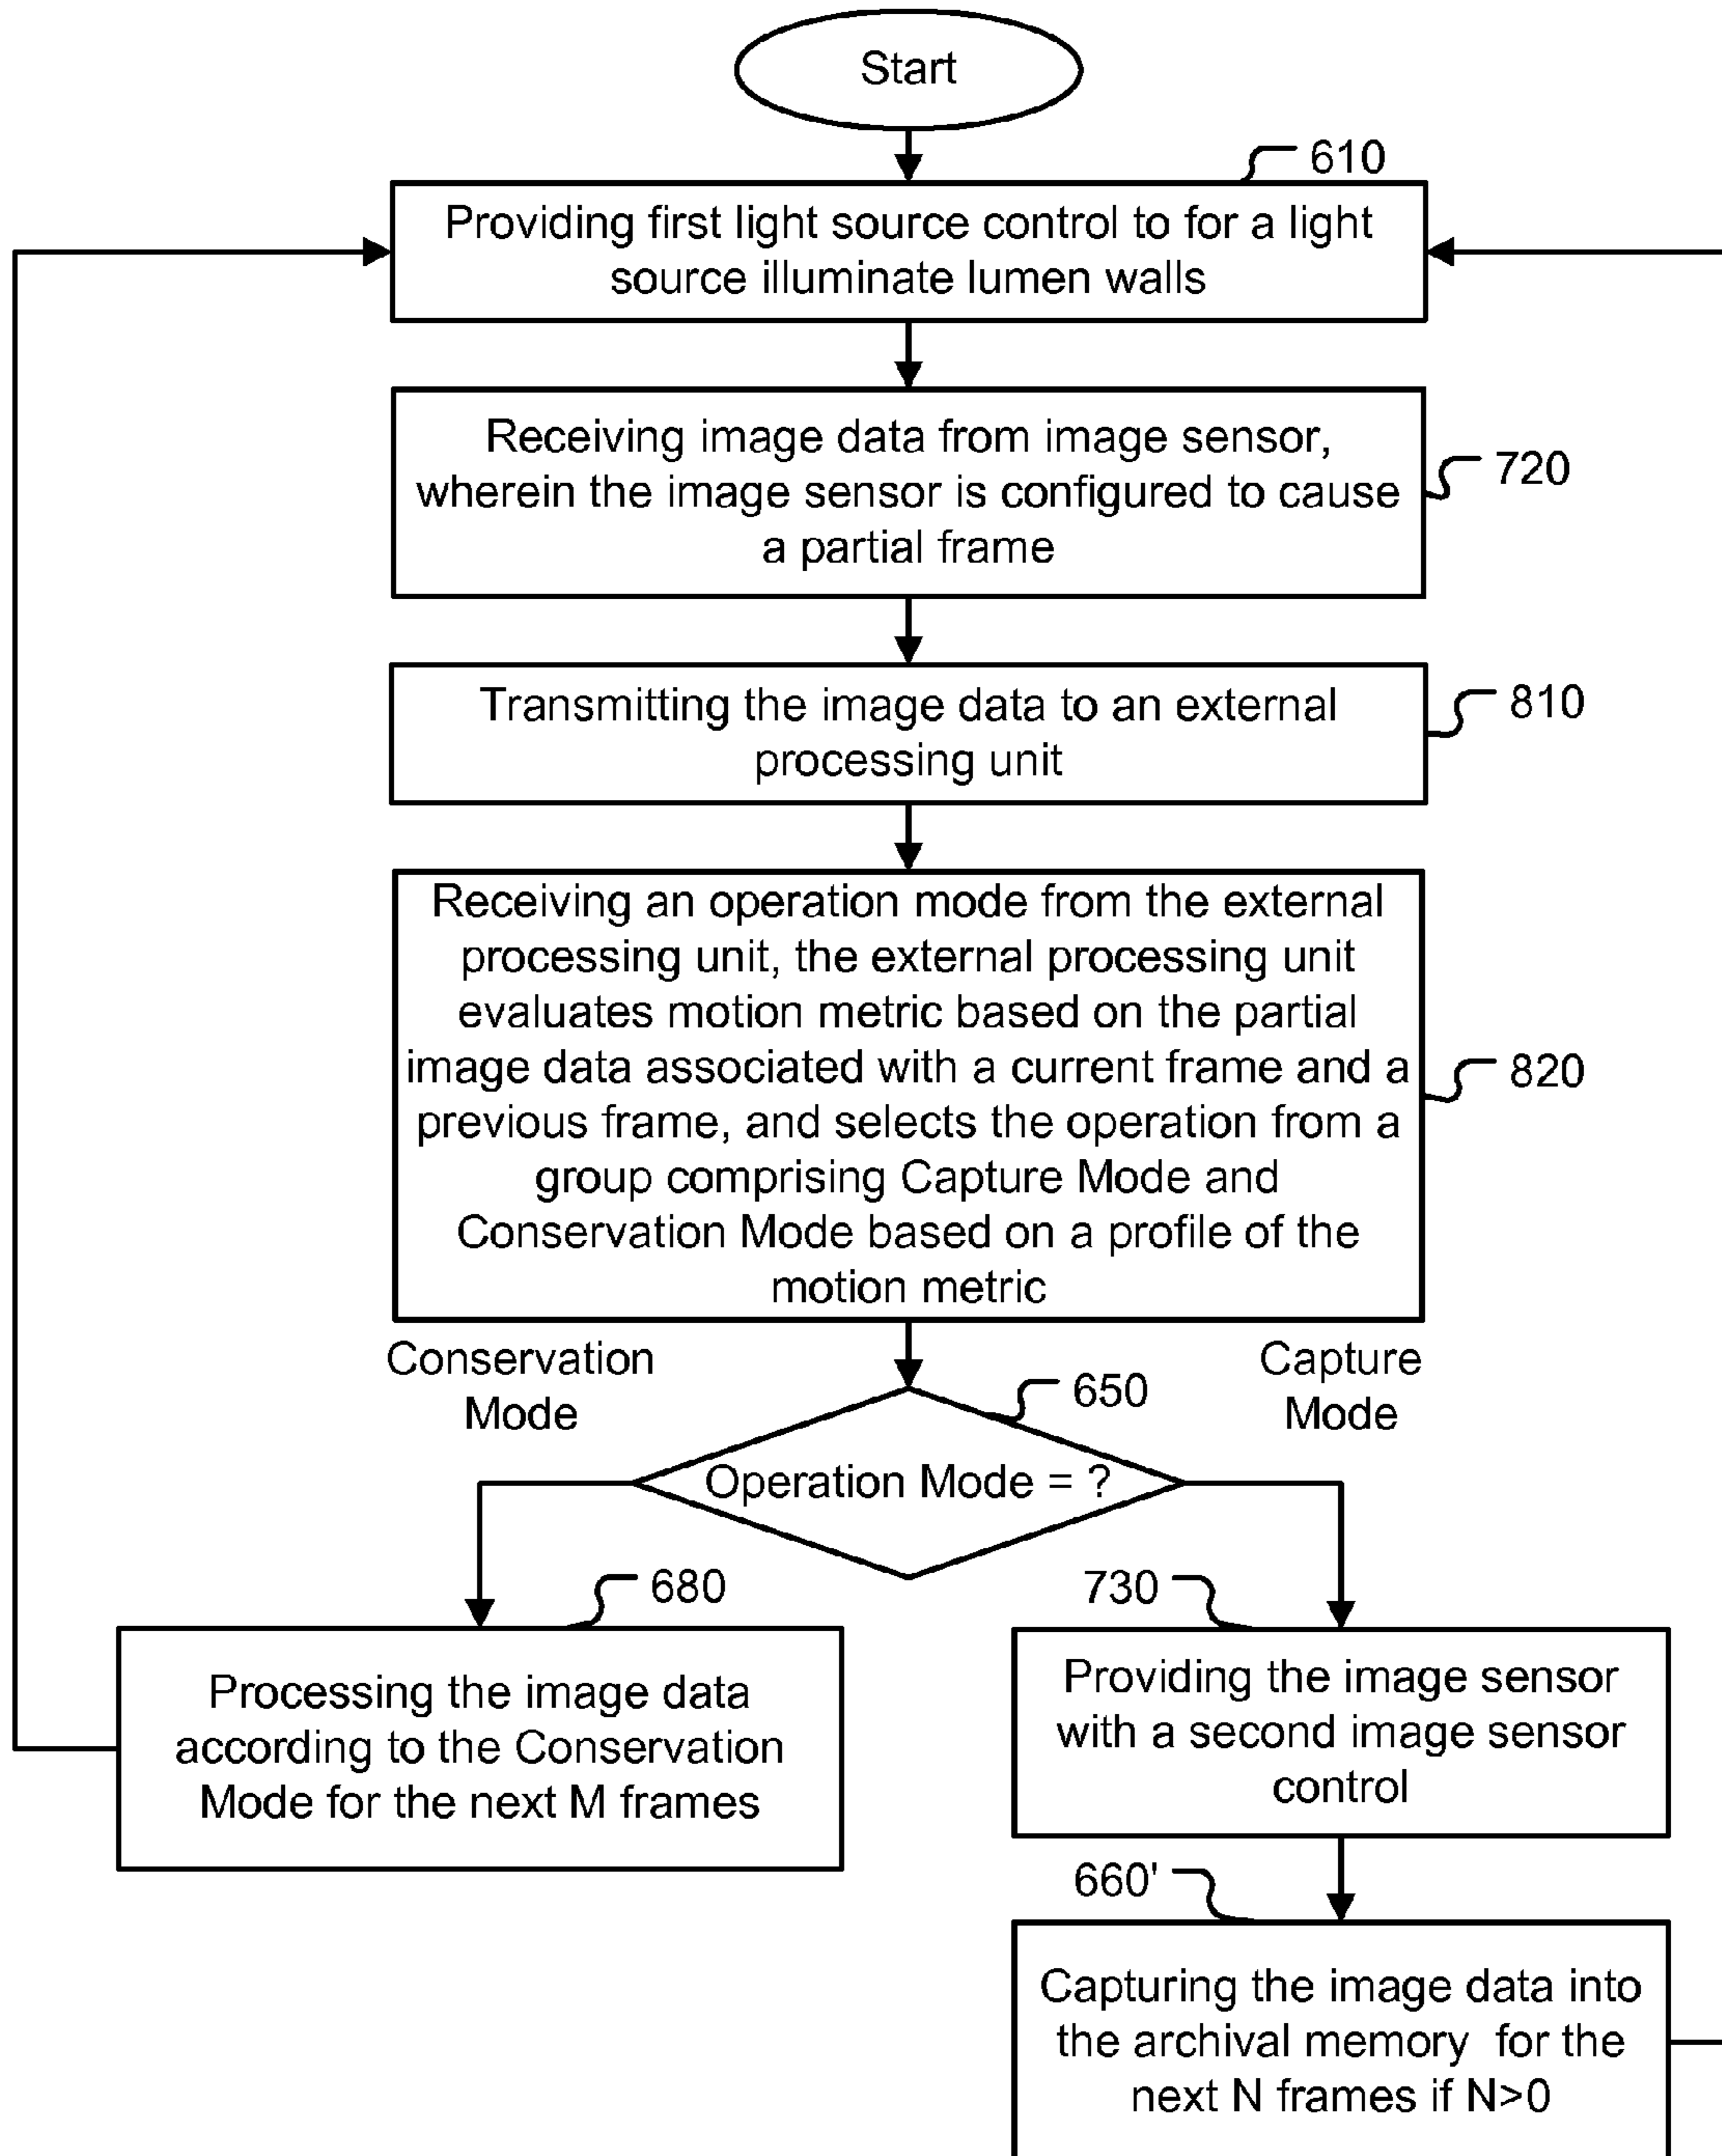 Start
610
Providing first light source control to for a light
source illuminate lumen walls
Receiving image data from image sensor,
wherein the image sensor is configured to cause
a partial frame
720
Transmitting the image data to an external
processing unit
810
Receiving an operation mode from the external
processing unit, the external processing unit
evaluates motion metric based on the partial
image data associated with a current frame and a
previous frame, and selects the operation from a
group comprising Capture Mode and
Conservation Mode based on a profile of the
motion metric
820
Conservation
Mode
Capture
Mode
650
Operation Mode = ?
680
Processing the image data
according to the Conservation
Mode for the next M frames
730
Providing the image sensor
with a second image sensor
control
660'
Capturing the image data into
the archival memory for the
next N frames if N>0